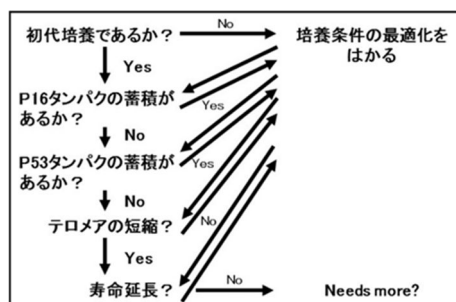 初代培養であるか?
No
培養条件の最適化を
はかる
Yes
P16タンパクの蓄積が
あるか?
Yes
No
P53タンパクの蓄積が
あるか?
Yes
No
テロメアの短縮?
No
Yes
寿命延長?
No
Needs more?